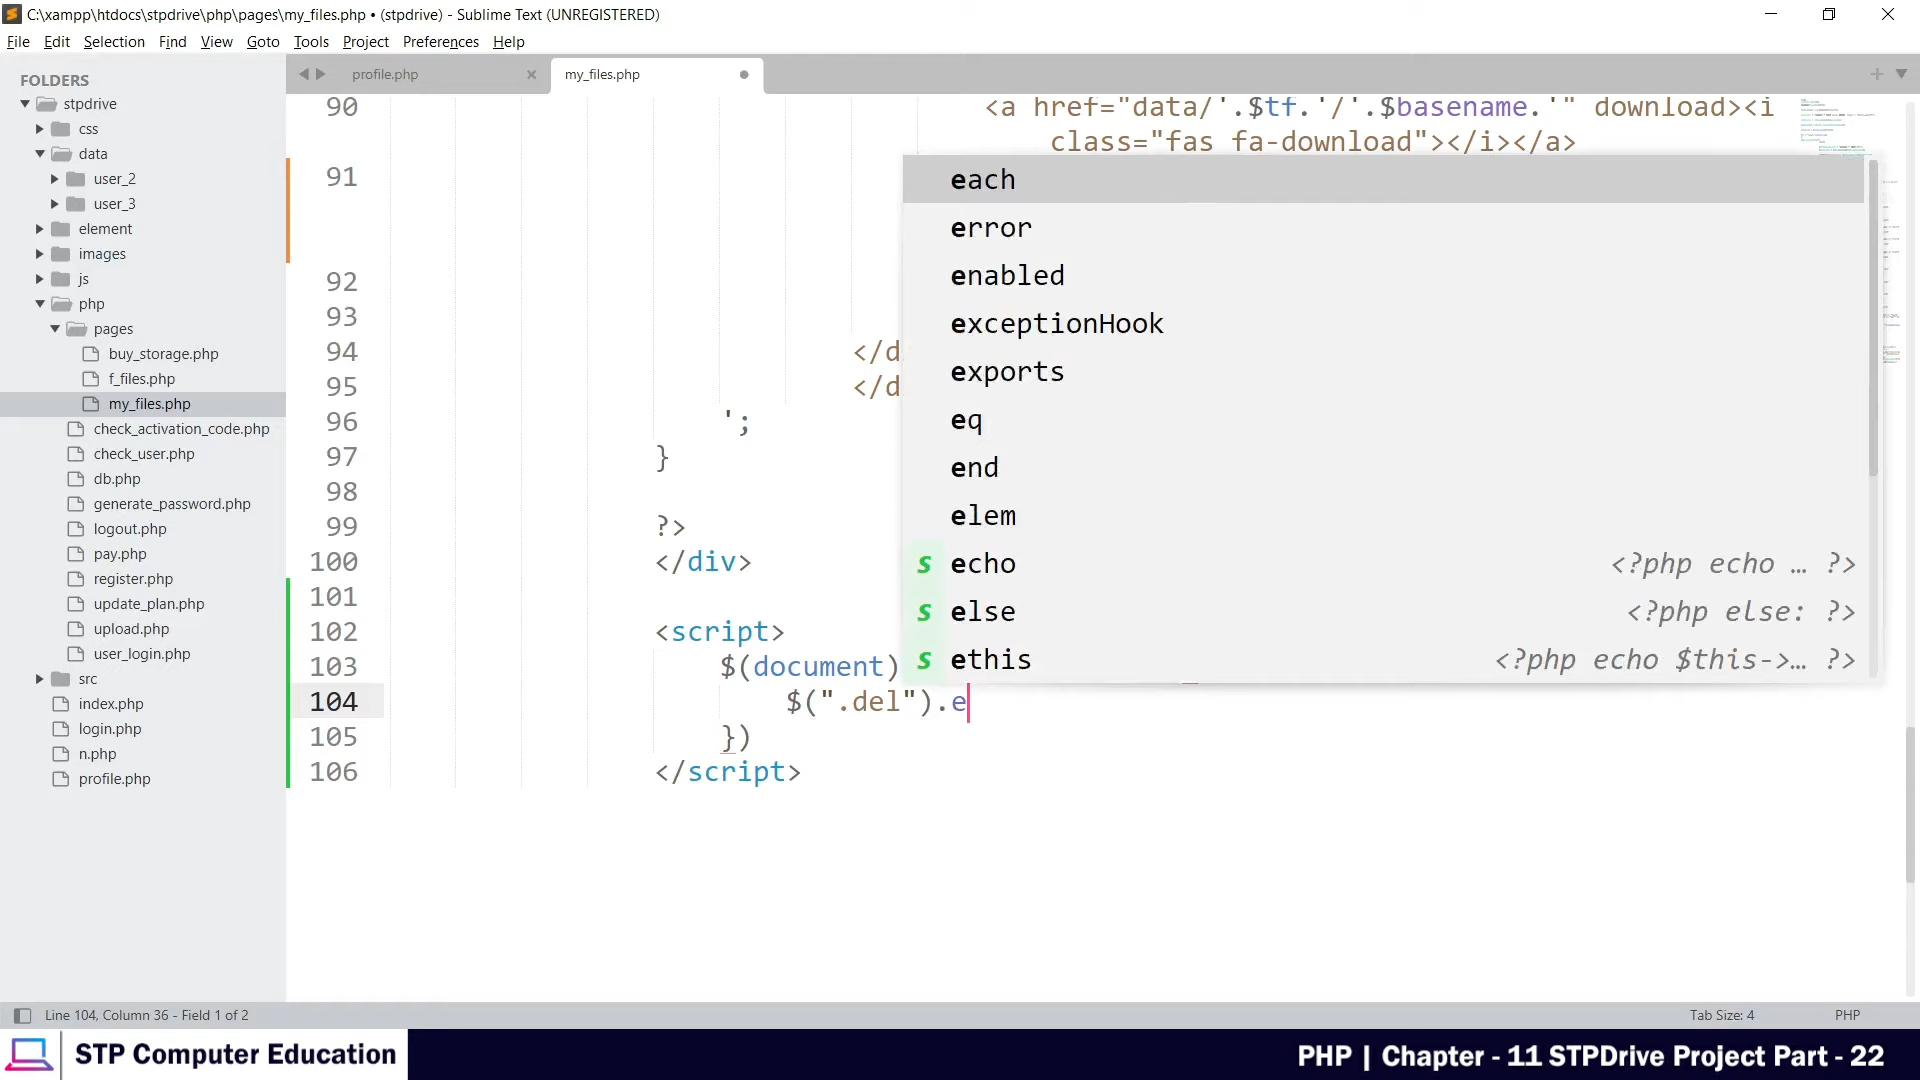 C:\xampp\htdocs\stpdrive\php\pages\my_files.php • (stpdrive) - Sublime Text (UNREGISTERED)
File Edit Selection Find View Goto Tools Project Preferences Help
FOLDERS
stpdrive
css
data
user_2
user_3
element
images
js
php
pages
buy_storage.php
f_files.php
my_files.php
check_activation_code.php
check_user.php
db.php
generate_password.php
logout.php
pay.php
register.php
update_plan.php
upload.php
user_login.php
src
index.php
login.php
n.php
profile.php
profile.php my_files.php
90 <a href="data/'.$tf.'/'.$basename.'" download><i
class="fas fa-download"></i></a>
91
92
93
94 </d
95 </d
96 ';
97 }
98
99 ?>
100 </div>
101
102 <script>
103 $(document)
104 $(".del").e
105 })
106 </script>
each
error
enabled
exceptionHook
exports
eq
end
elem
s echo <?php echo … ?>
s else <?php else: ?>
s ethis <?php echo $this->… ?>
Line 104, Column 36 - Field 1 of 2
Tab Size: 4 PHP
STP Computer Education
PHP | Chapter - 11 STPDrive Project Part - 22